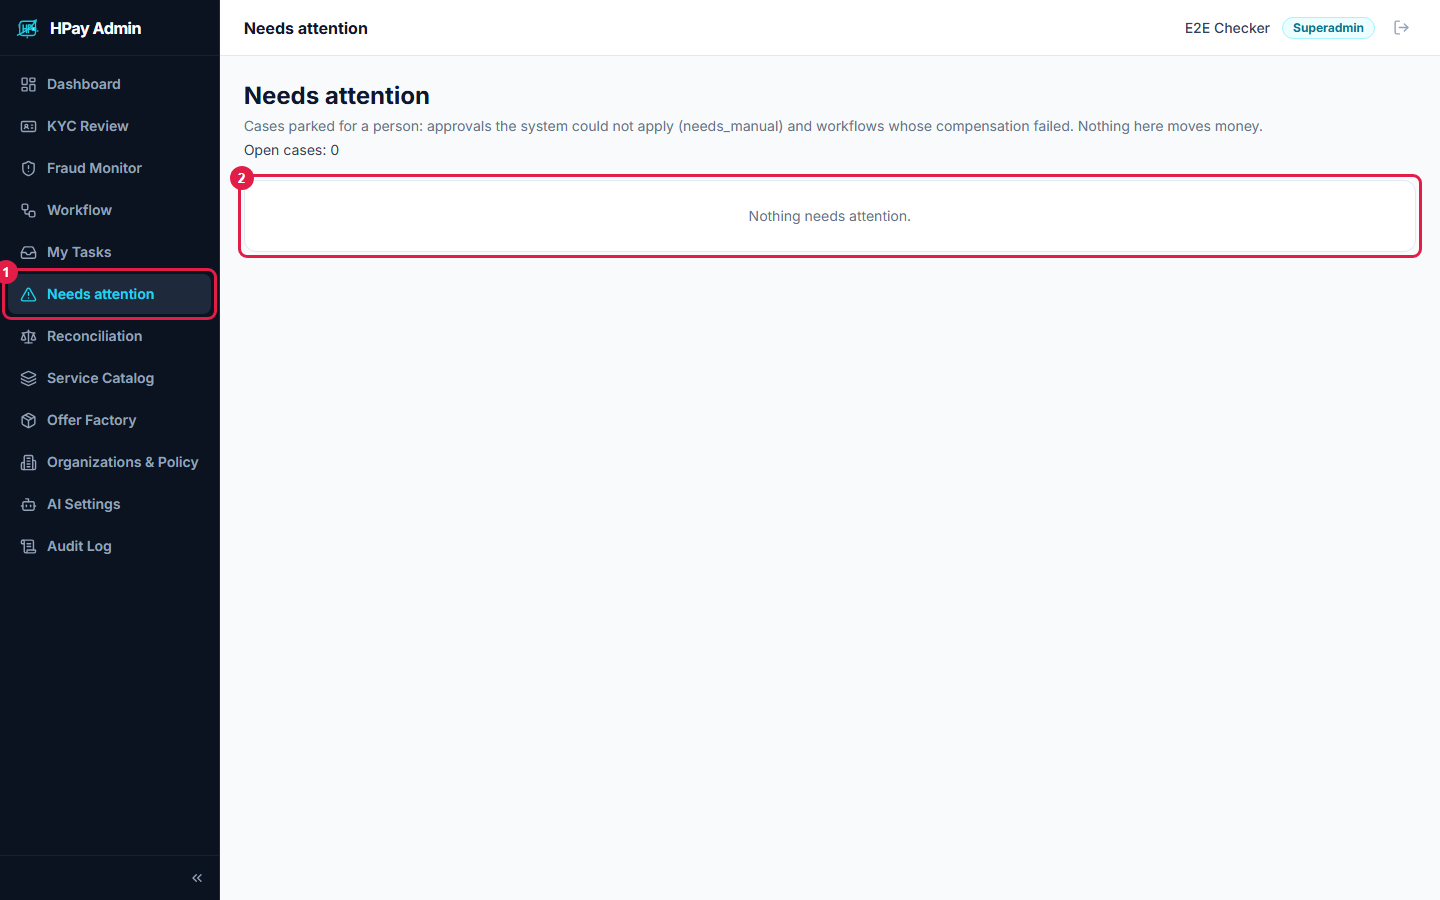 HPay Admin
Needs attention
E2E Checker
Superadmin
Dashboard
KYC Review
Fraud Monitor
Workflow
My Tasks
1
Needs attention
Reconciliation
Service Catalog
Offer Factory
Organizations & Policy
AI Settings
Audit Log
Needs attention
Cases parked for a person: approvals the system could not apply (needs_manual) and workflows whose compensation failed. Nothing here moves money.
Open cases: 0
2
Nothing needs attention.